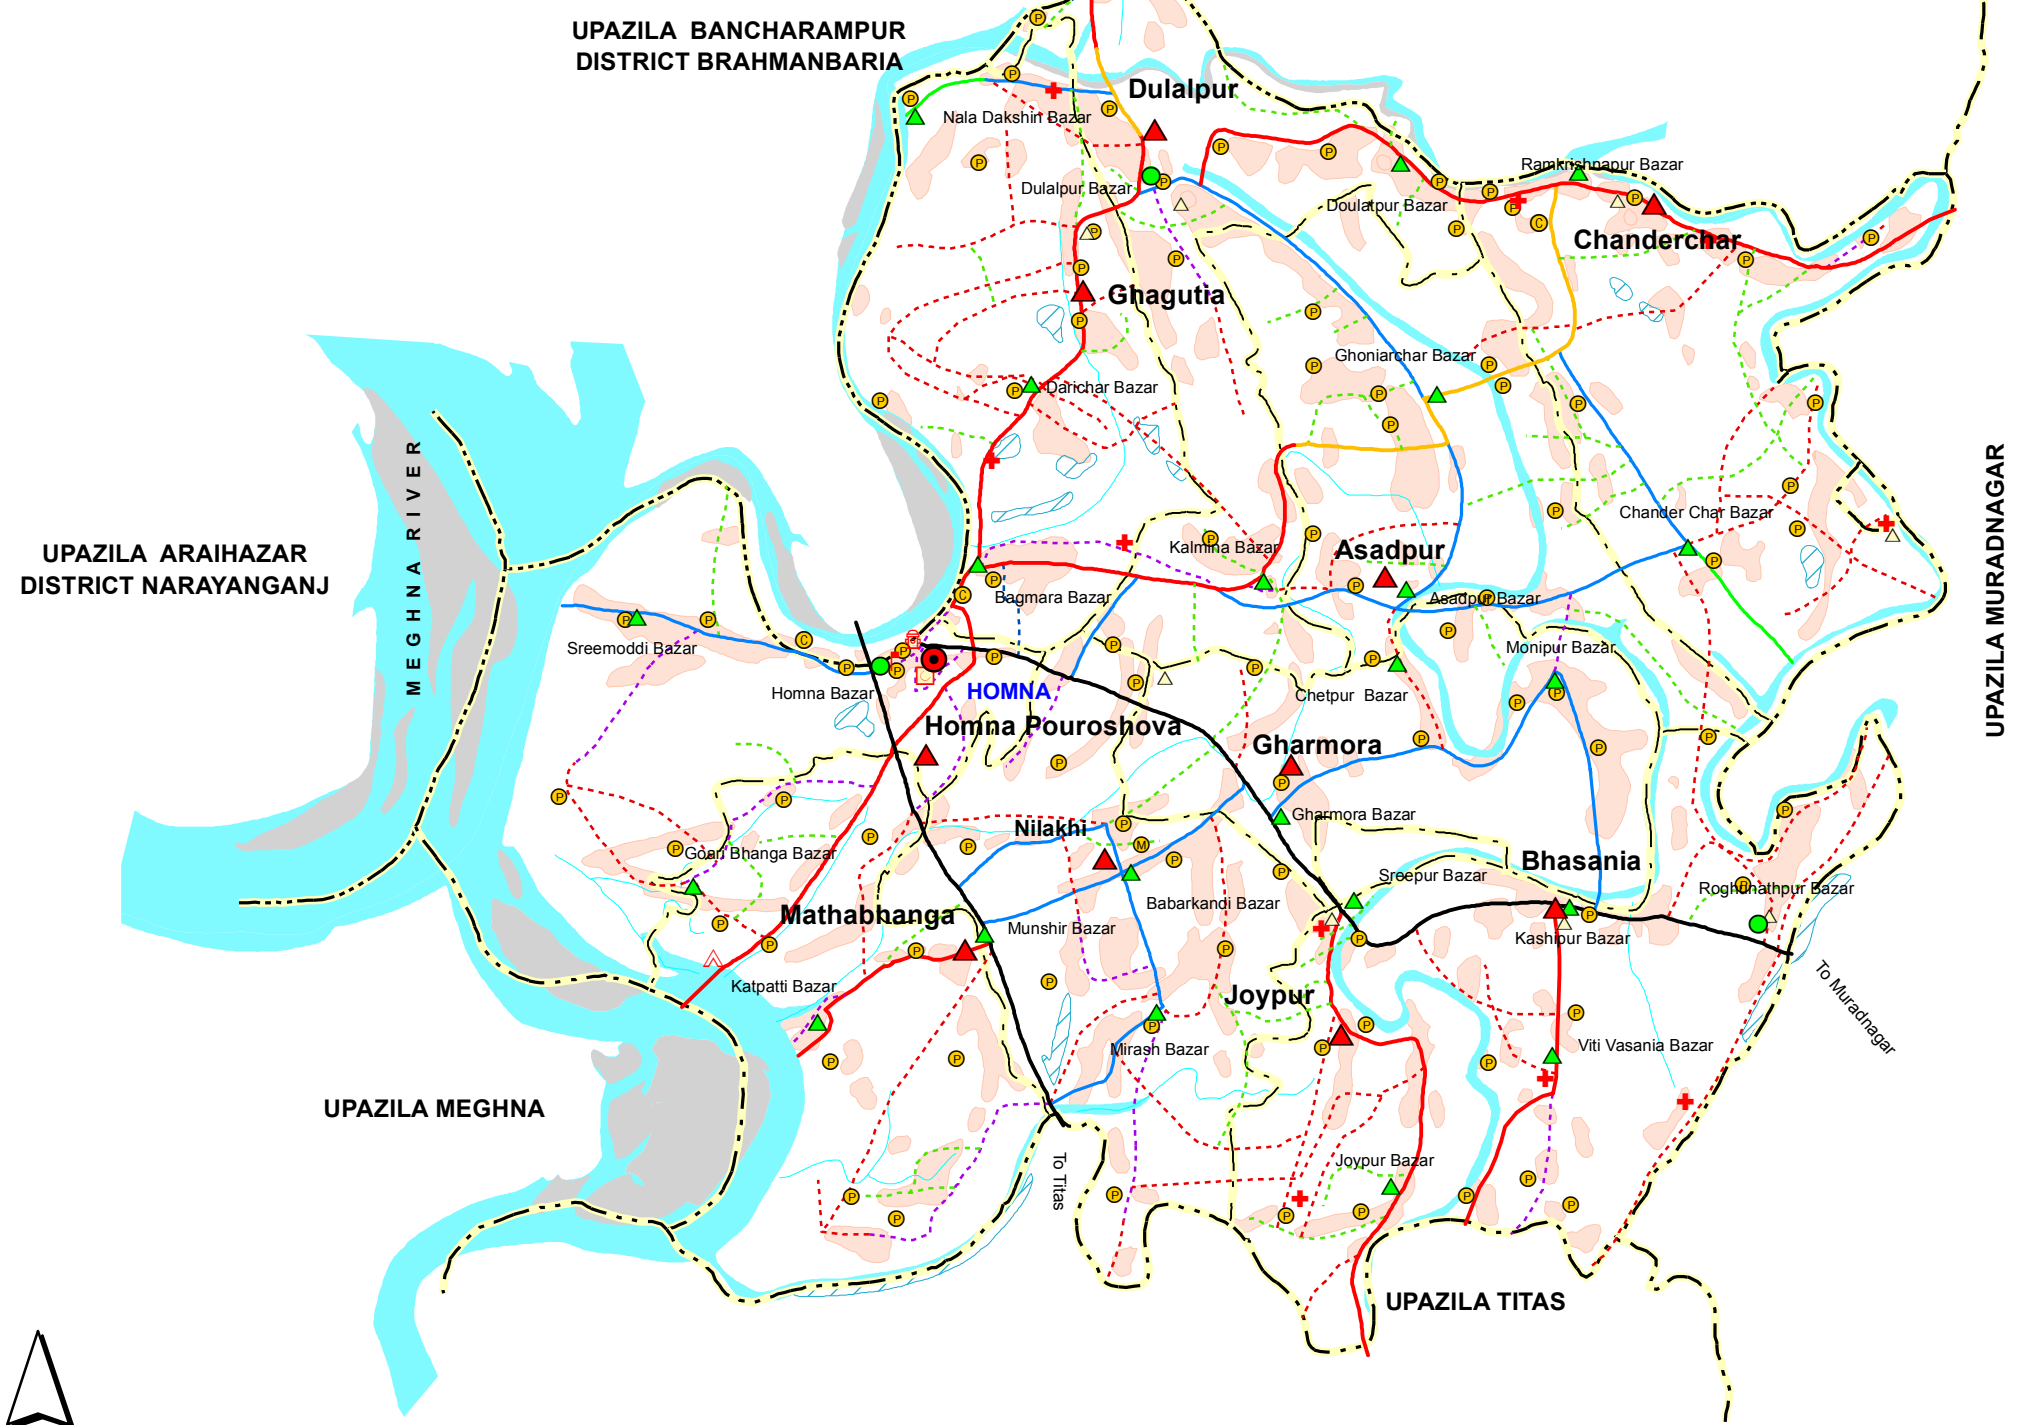 UPAZILA BANCHARAMPUR
DISTRICT BRAHMANBARIA
Dulalpur
Nala Dakshin Bazar
Ramkrishnapur Bazar
Dulalpur Bazar
Doulatpur Bazar
Chanderchar
Ghagutia
Ghoniarchar Bazar
Darichar Bazar
MEGHNA RIVER
UPAZILA MURADNAGAR
Chander Char Bazar
UPAZILA ARAIHAZAR
DISTRICT NARAYANGANJ
Kalmina Bazar
Asadpur
Bagmara Bazar
Asadpur Bazar
Sreemoddi Bazar
Monipur Bazar
Homna Bazar
HOMNA
Chetpur Bazar
Homna Pouroshova
Gharmora
Gharmora Bazar
Nilakhi
Goari Bhanga Bazar
Bhasania
Sreepur Bazar
Roghunathpur Bazar
Babarkandi Bazar
Mathabhanga
Munshir Bazar
Kashipur Bazar
Katpatti Bazar
Joypur
To Muradnagar
Mirash Bazar
Viti Vasania Bazar
UPAZILA MEGHNA
Joypur Bazar
To Titas
UPAZILA TITAS